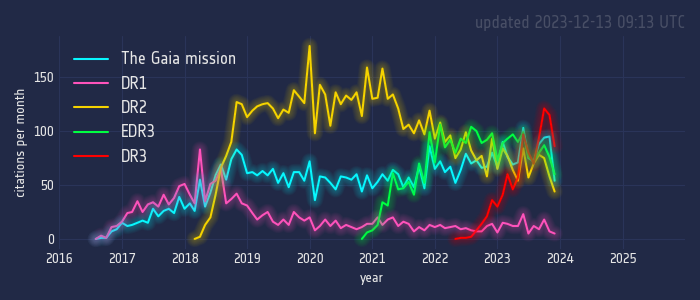 updated 2023-12-13 09:13 UTC
The Gaia mission
DR1
DR2
EDR3
DR3
citations per month
150
100
50
0
2016 2017 2018 2019 2020 2021 2022 2023 2024 2025
year